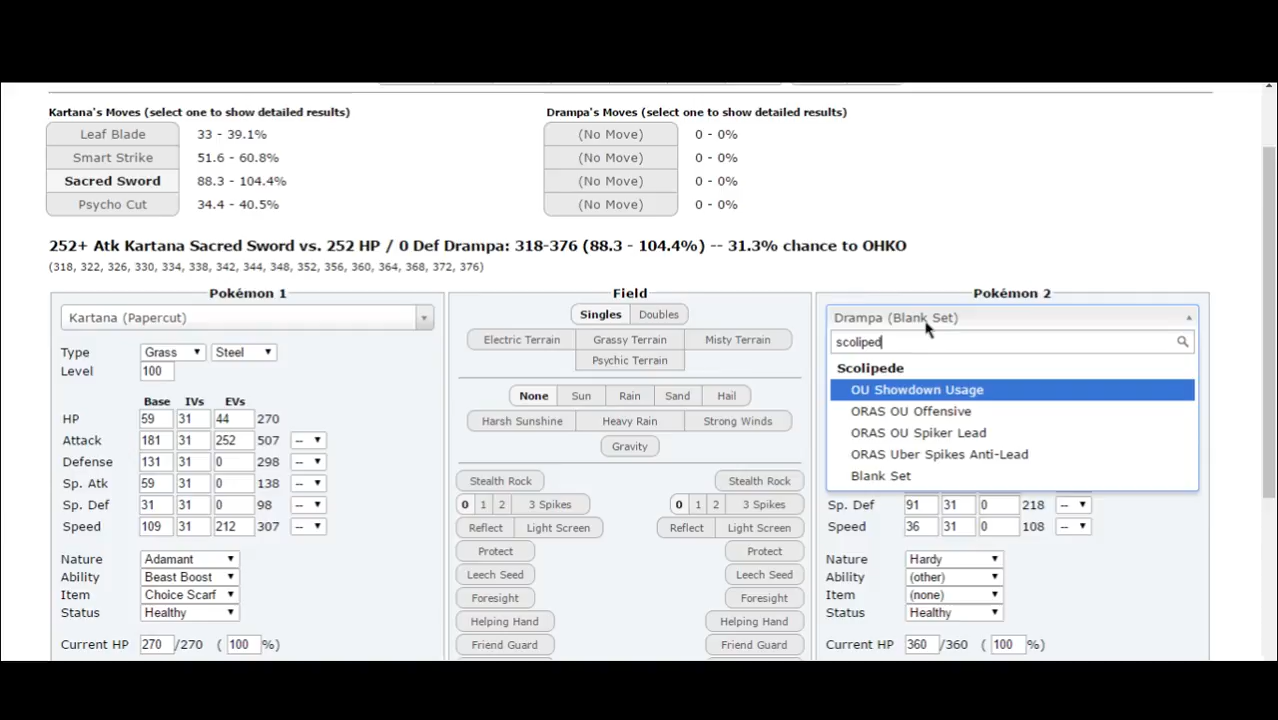 Kartana's Moves (select one to show detailed results)
Leaf Blade 33 - 39.1%
Smart Strike 51.6 - 60.8%
Sacred Sword 88.3 - 104.4%
Psycho Cut 34.4 - 40.5%
Drampa's Moves (select one to show detailed results)
(No Move) 0 - 0%
(No Move) 0 - 0%
(No Move) 0 - 0%
(No Move) 0 - 0%
252+ Atk Kartana Sacred Sword vs. 252 HP / 0 Def Drampa: 318-376 (88.3 - 104.4%) -- 31.3% chance to OHKO
(318, 322, 326, 330, 334, 338, 342, 344, 348, 352, 356, 360, 364, 368, 372, 376)
Pokémon 1
Kartana (Papercut)
Type Grass Steel
Level 100
Base IVs EVs
HP 59 31 44 270
Attack 181 31 252 507 --
Defense 131 31 0 298 --
Sp. Atk 59 31 0 138 --
Sp. Def 31 31 0 98 --
Speed 109 31 212 307 --
Nature Adamant
Ability Beast Boost
Item Choice Scarf
Status Healthy
Current HP 270 /270 ( 100 %)
Field
Singles Doubles
Electric Terrain Grassy Terrain Misty Terrain
Psychic Terrain
None Sun Rain Sand Hail
Harsh Sunshine Heavy Rain Strong Winds
Gravity
Stealth Rock Stealth Rock
0 1 2 3 Spikes 0 1 2 3 Spikes
Reflect Light Screen Reflect Light Screen
Protect Protect
Leech Seed Leech Seed
Foresight Foresight
Helping Hand Helping Hand
Friend Guard Friend Guard
Pokémon 2
Drampa (Blank Set)
scoliped
Scolipede
OU Showdown Usage
ORAS OU Offensive
ORAS OU Spiker Lead
ORAS Uber Spikes Anti-Lead
Blank Set
Sp. Def 91 31 0 218 --
Speed 36 31 0 108 --
Nature Hardy
Ability (other)
Item (none)
Status Healthy
Current HP 360 /360 ( 100 %)